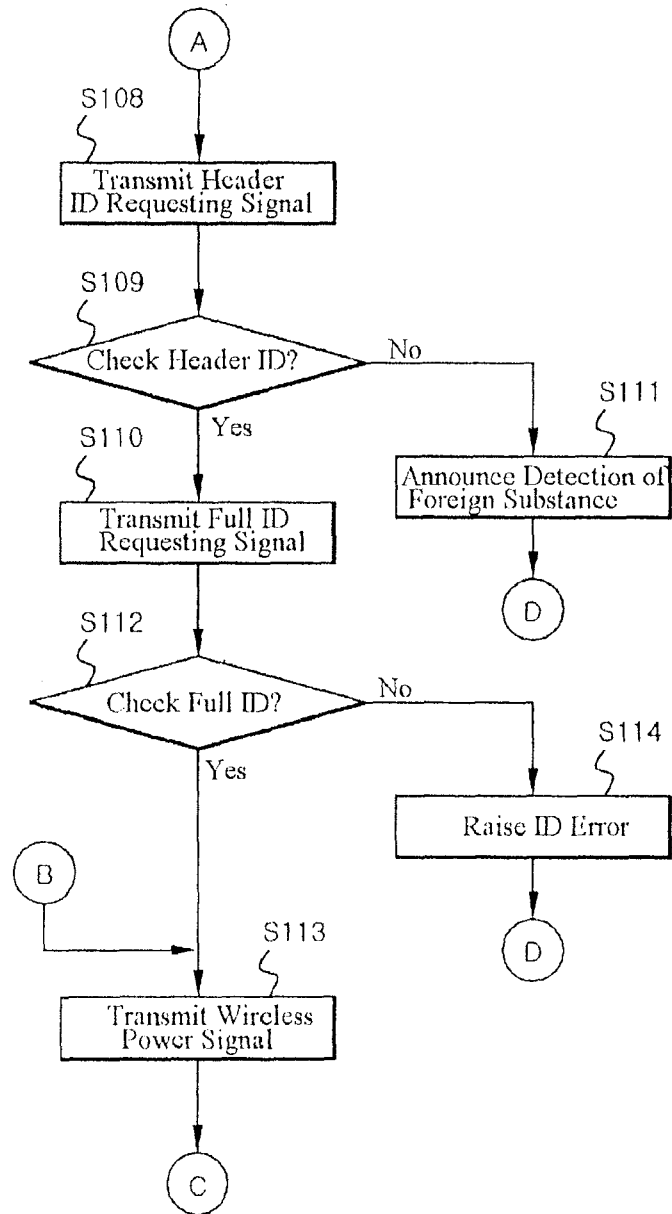 A
S108
Transmit Header
ID Requesting Signal
S109
Check Header ID?
No
Yes
S111
Announce Detection of
Foreign Substance
D
S110
Transmit Full ID
Requesting Signal
S112
Check Full ID?
No
Yes
S114
Raise ID Error
D
B
S113
Transmit Wireless
Power Signal
C